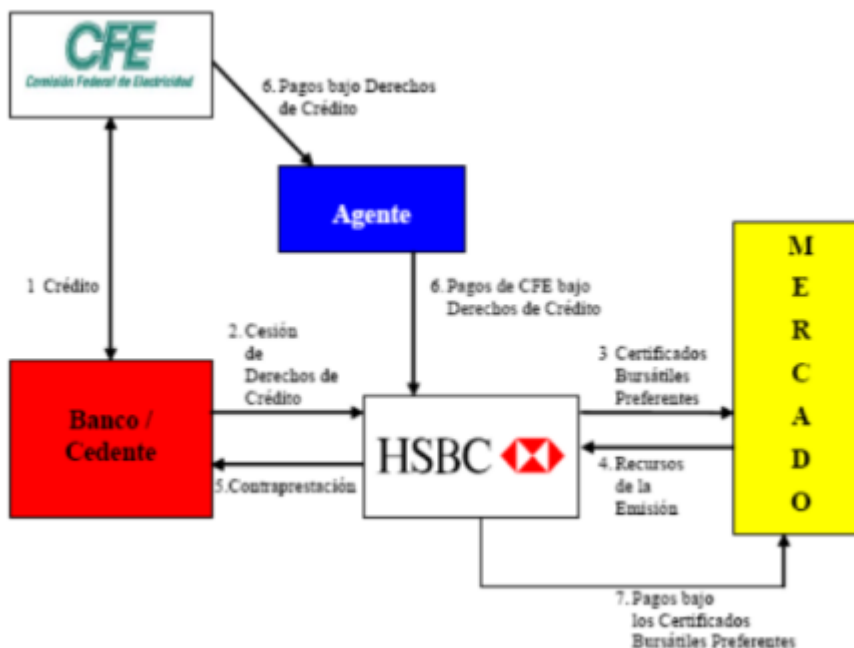 CFE
Comisión Federal de Electricidad
6. Pagos bajo Derechos
de Crédito
Agente
1 Crédito
6. Pagos de CFE bajo
Derechos de Crédito
2. Cesión
de
Derechos de
Crédito
3 Certificados
Bursátiles
Preferentes
Banco /
Cedente
HSBC
5. Contraprestación
4. Recursos
de la
Emisión
M
E
R
C
A
D
O
7. Pagos bajo
los Certificados
Bursátiles Preferentes